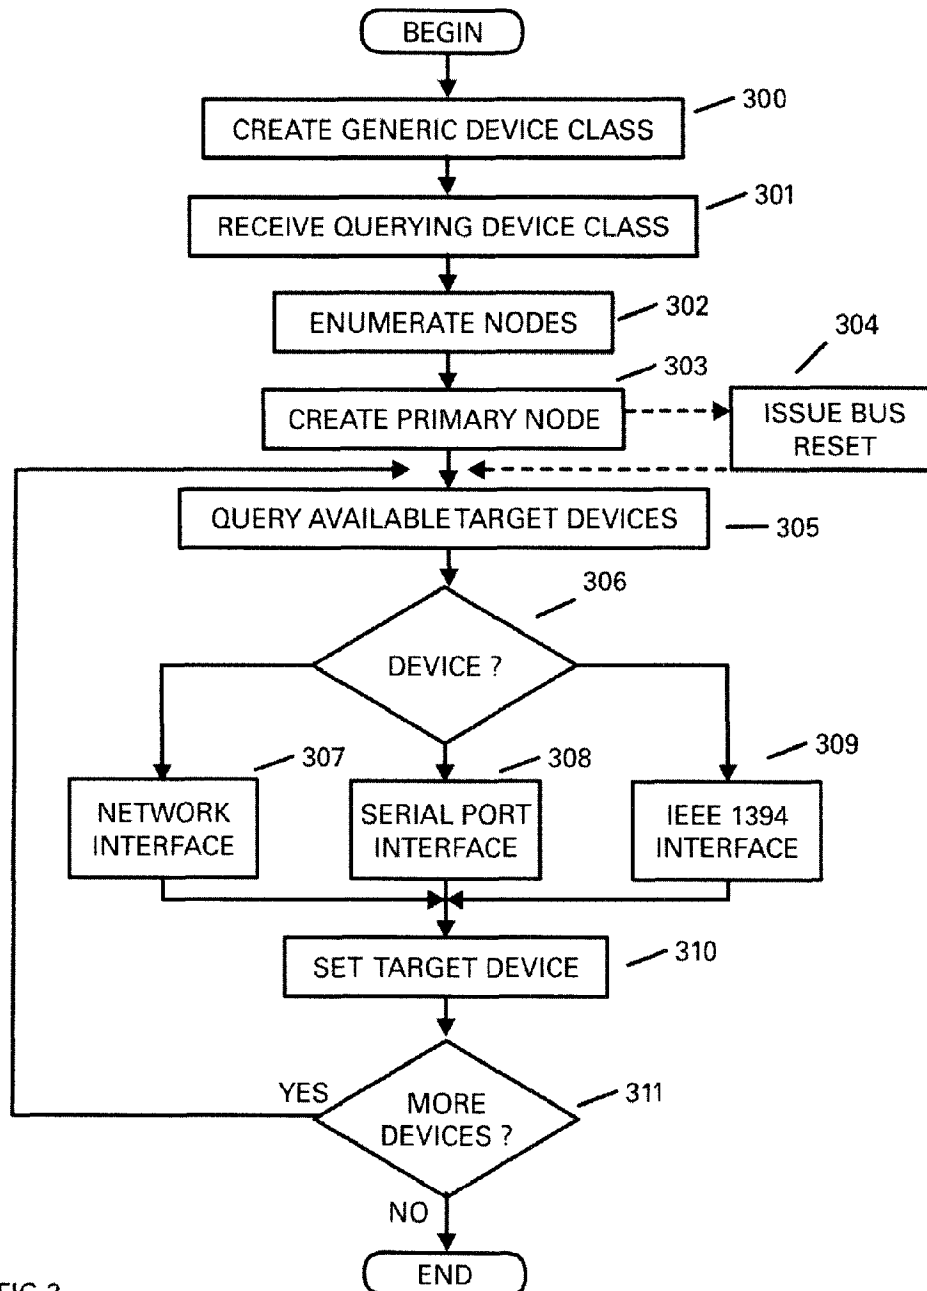 BEGIN
300
CREATE GENERIC DEVICE CLASS
301
RECEIVE QUERYING DEVICE CLASS
302
ENUMERATE NODES
303
304
CREATE PRIMARY NODE
ISSUE BUS
RESET
QUERY AVAILABLE TARGET DEVICES
305
306
DEVICE ?
307
308
309
NETWORK
INTERFACE
SERIAL PORT
INTERFACE
IEEE 1394
INTERFACE
SET TARGET DEVICE
310
YES
MORE
DEVICES ?
311
NO
END